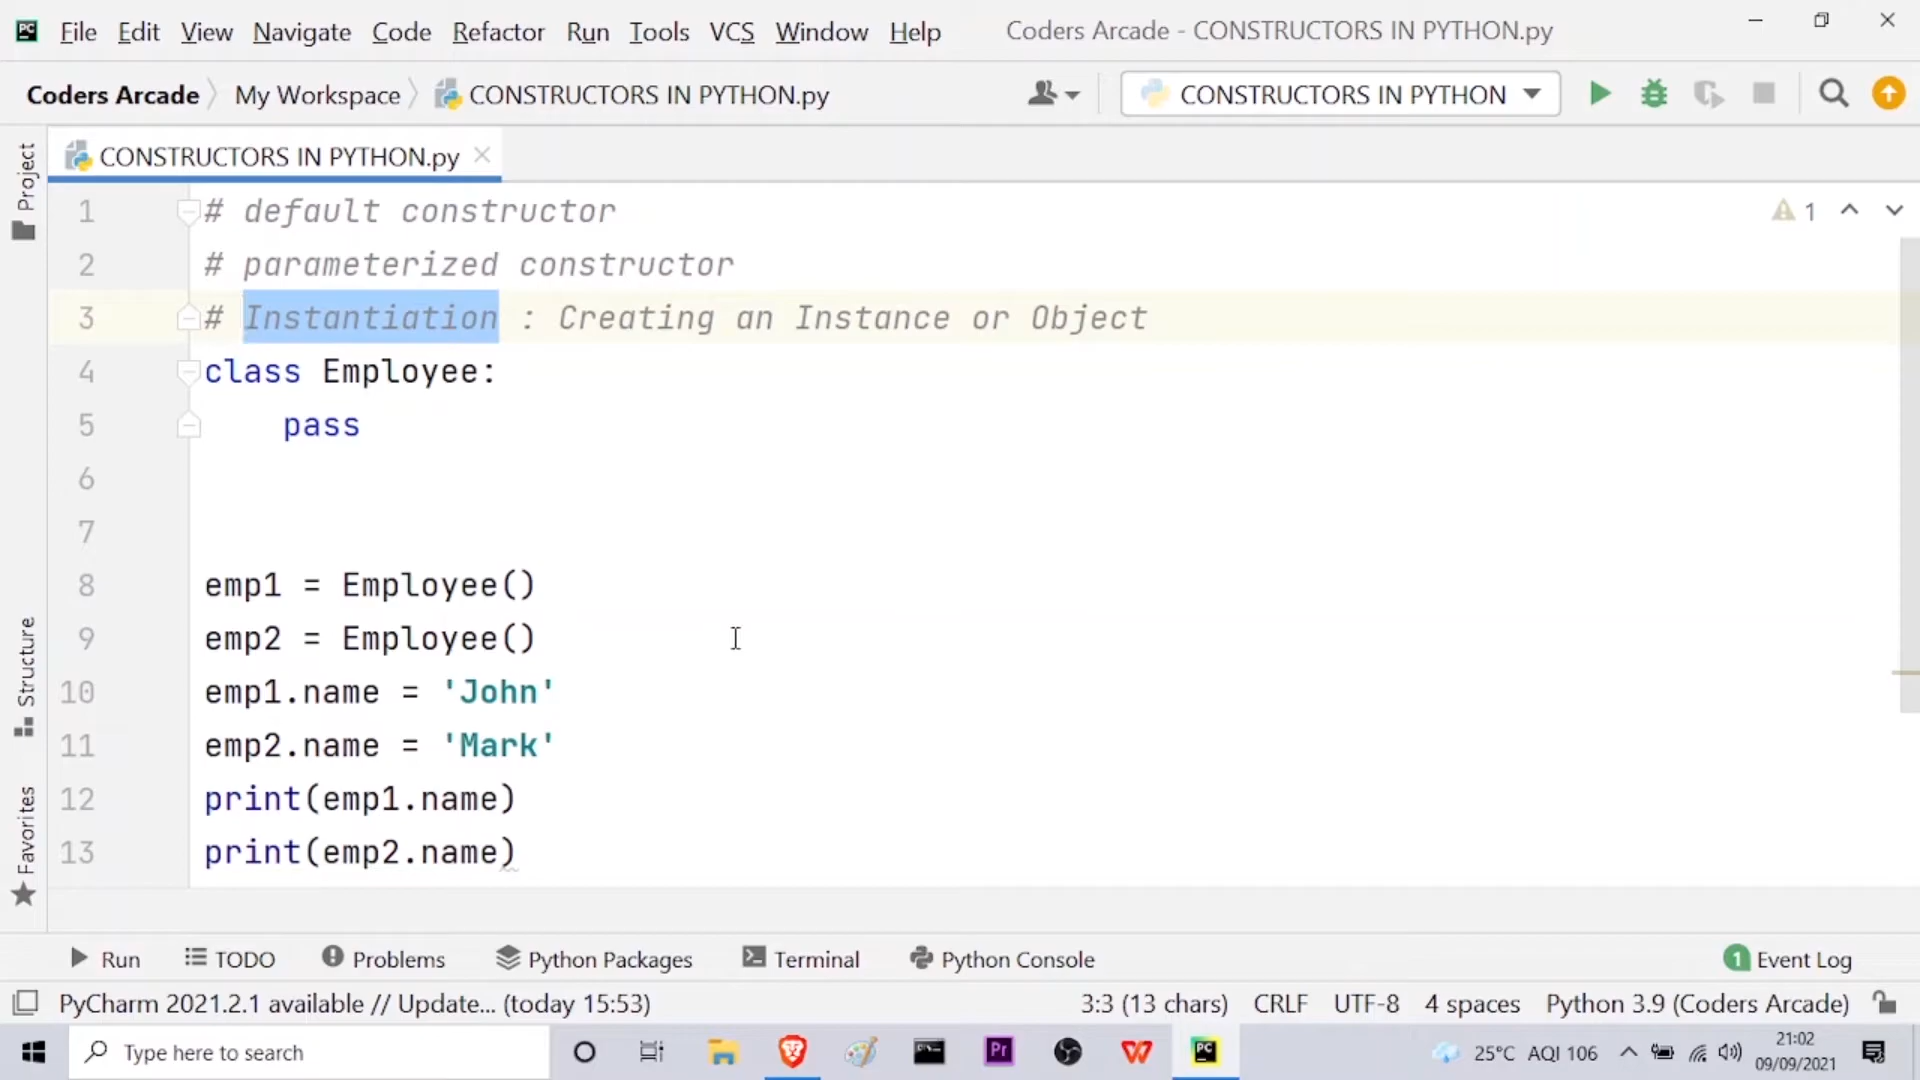 PC File Edit View Navigate Code Refactor Run Tools VCS Window Help Coders Arcade - CONSTRUCTORS IN PYTHON.py
Coders Arcade My Workspace CONSTRUCTORS IN PYTHON.py CONSTRUCTORS IN PYTHON
CONSTRUCTORS IN PYTHON.py
Project
Structure
Favorites
1 # default constructor
2 # parameterized constructor
3 # Instantiation : Creating an Instance or Object
4 class Employee:
5 pass
6
7
8 emp1 = Employee()
9 emp2 = Employee()
10 emp1.name = 'John'
11 emp2.name = 'Mark'
12 print(emp1.name)
13 print(emp2.name)
1
Run TODO Problems Python Packages Terminal Python Console 1 Event Log
PyCharm 2021.2.1 available // Update... (today 15:53) 3:3 (13 chars) CRLF UTF-8 4 spaces Python 3.9 (Coders Arcade)
Type here to search Pr PC 25°C AQI 106 21:02
09/09/2021